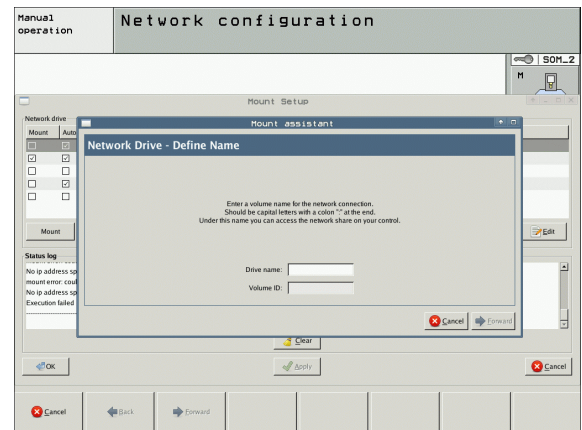 Manual operation
Network configuration
SOM_2
M
Mount Setup
Network drive
Mount Auto
Mount assistant
Network Drive - Define Name
Enter a volume name for the network connection.
Should be capital letters with a colon ":" at the end.
Under this name you can access the network share on your control.
Drive name:
Volume ID:
Cancel Forward
Mount
Edit
Status log
No ip address sp
mount error: coul
No ip address sp
Execution failed
Clear
OK
Apply
Cancel
Cancel Back Forward